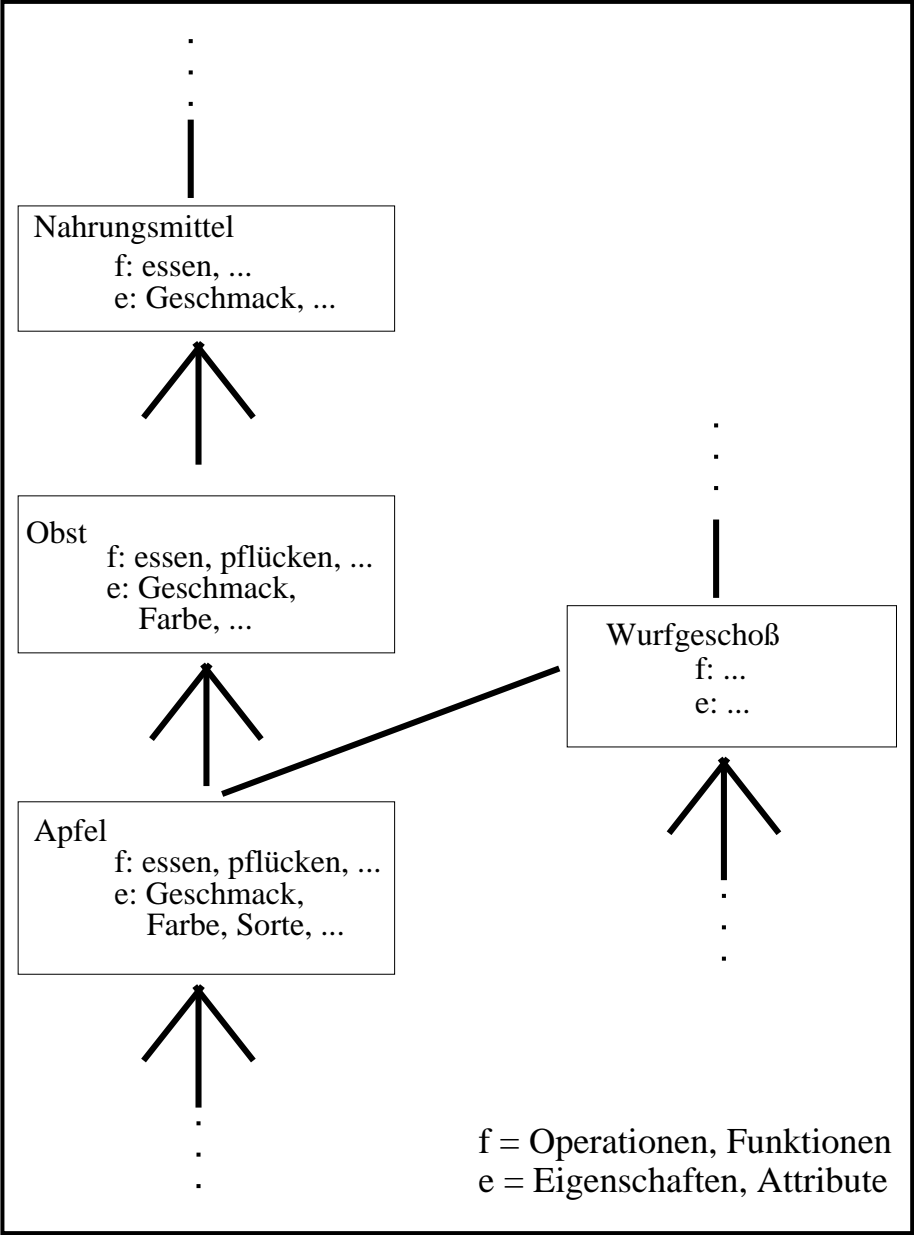 Nahrungsmittel
f: essen, ...
e: Geschmack, ...
Obst
f: essen, pflücken, ...
e: Geschmack,
Farbe, ...
Wurfgeschoß
f: ...
e: ...
Apfel
f: essen, pflücken, ...
e: Geschmack,
Farbe, Sorte, ...
f = Operationen, Funktionen
e = Eigenschaften, Attribute